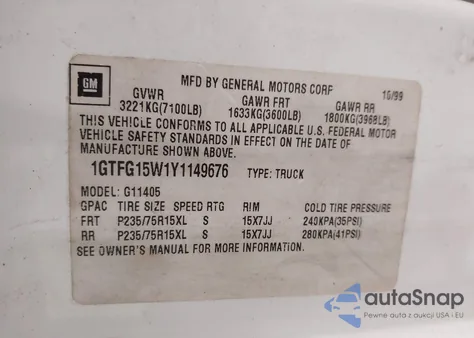 GM
MFD BY GENERAL MOTORS CORP 10/99
GVWR GAWR FRT GAWR RR
3221KG(7100LB) 1633KG(3600LB) 1800KG(3968LB)
THIS VEHICLE CONFORMS TO ALL APPLICABLE U.S. FEDERAL MOTOR
VEHICLE SAFETY STANDARDS IN EFFECT ON THE DATE OF
MANUFACTURE SHOWN ABOVE.
1GTFG15W1Y1149676 TYPE: TRUCK
MODEL: G11405
GPAC TIRE SIZE SPEED RTG RIM COLD TIRE PRESSURE
FRT P235/75R15XL S 15X7JJ 240KPA(35PSI)
RR P235/75R15XL S 15X7JJ 280KPA(41PSI)
SEE OWNER'S MANUAL FOR MORE INFORMATION.
autoSnap
Pewne auta z aukcji USA i EU